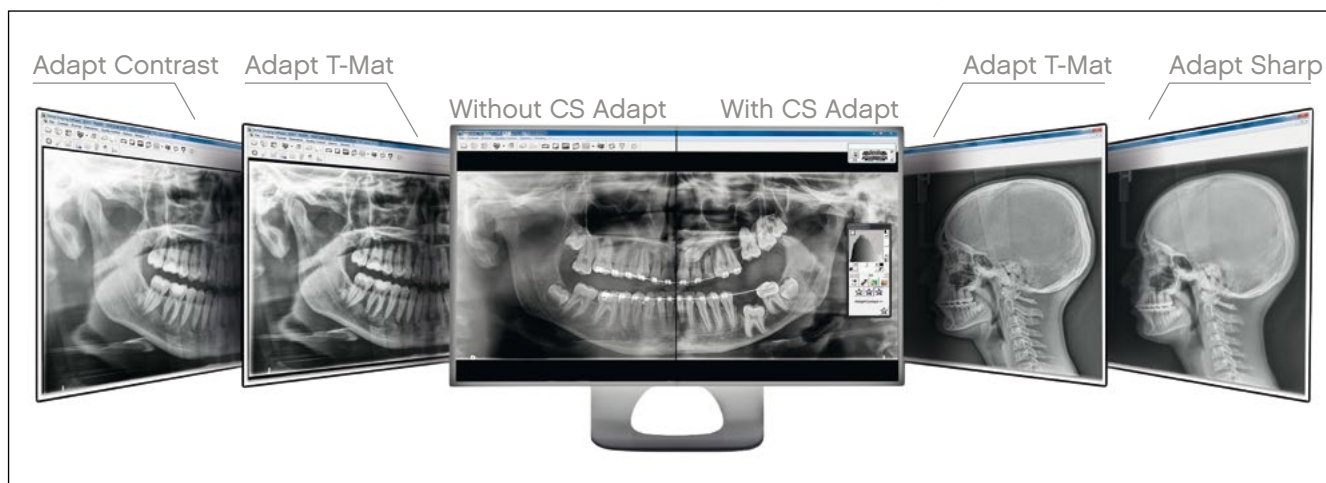 Adapt Contrast
Adapt T-Mat
Without CS Adapt
With CS Adapt
Adapt T-Mat
Adapt Sharp